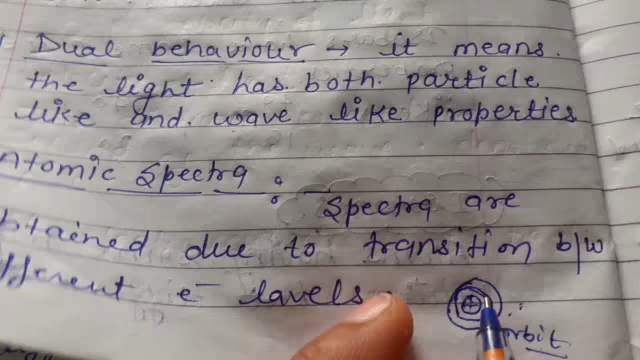 Dual behaviour → it means
the light has both particle
like and wave like properties
Atomic Spectra :-
Spectra are
obtained due to transition b/w
different e⁻ lavels.
orbit